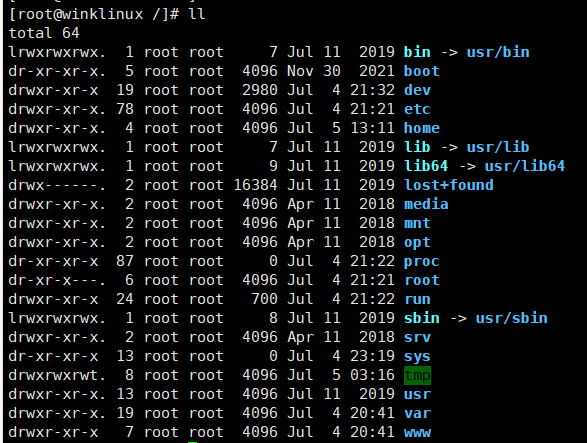 [root@winklinux /]# ll
total 64
lrwxrwxrwx.  1 root root     7 Jul 11  2019 bin -> usr/bin
dr-xr-xr-x.  5 root root  4096 Nov 30  2021 boot
drwxr-xr-x  19 root root  2980 Jul  4 21:32 dev
drwxr-xr-x. 78 root root  4096 Jul  4 21:21 etc
drwxr-xr-x.  4 root root  4096 Jul  5 13:11 home
lrwxrwxrwx.  1 root root     7 Jul 11  2019 lib -> usr/lib
lrwxrwxrwx.  1 root root     9 Jul 11  2019 lib64 -> usr/lib64
drwx------.  2 root root 16384 Jul 11  2019 lost+found
drwxr-xr-x.  2 root root  4096 Apr 11  2018 media
drwxr-xr-x.  2 root root  4096 Apr 11  2018 mnt
drwxr-xr-x.  2 root root  4096 Apr 11  2018 opt
dr-xr-xr-x  87 root root     0 Jul  4 21:22 proc
dr-xr-x---.  6 root root  4096 Jul  4 21:21 root
drwxr-xr-x  24 root root   700 Jul  4 21:22 run
lrwxrwxrwx.  1 root root     8 Jul 11  2019 sbin -> usr/sbin
drwxr-xr-x.  2 root root  4096 Apr 11  2018 srv
dr-xr-xr-x  13 root root     0 Jul  4 23:19 sys
drwxrwxrwt.  8 root root  4096 Jul  5 03:16 tmp
drwxr-xr-x. 13 root root  4096 Jul 11  2019 usr
drwxr-xr-x. 19 root root  4096 Jul  4 20:41 var
drwxr-xr-x   7 root root  4096 Jul  4 20:41 www